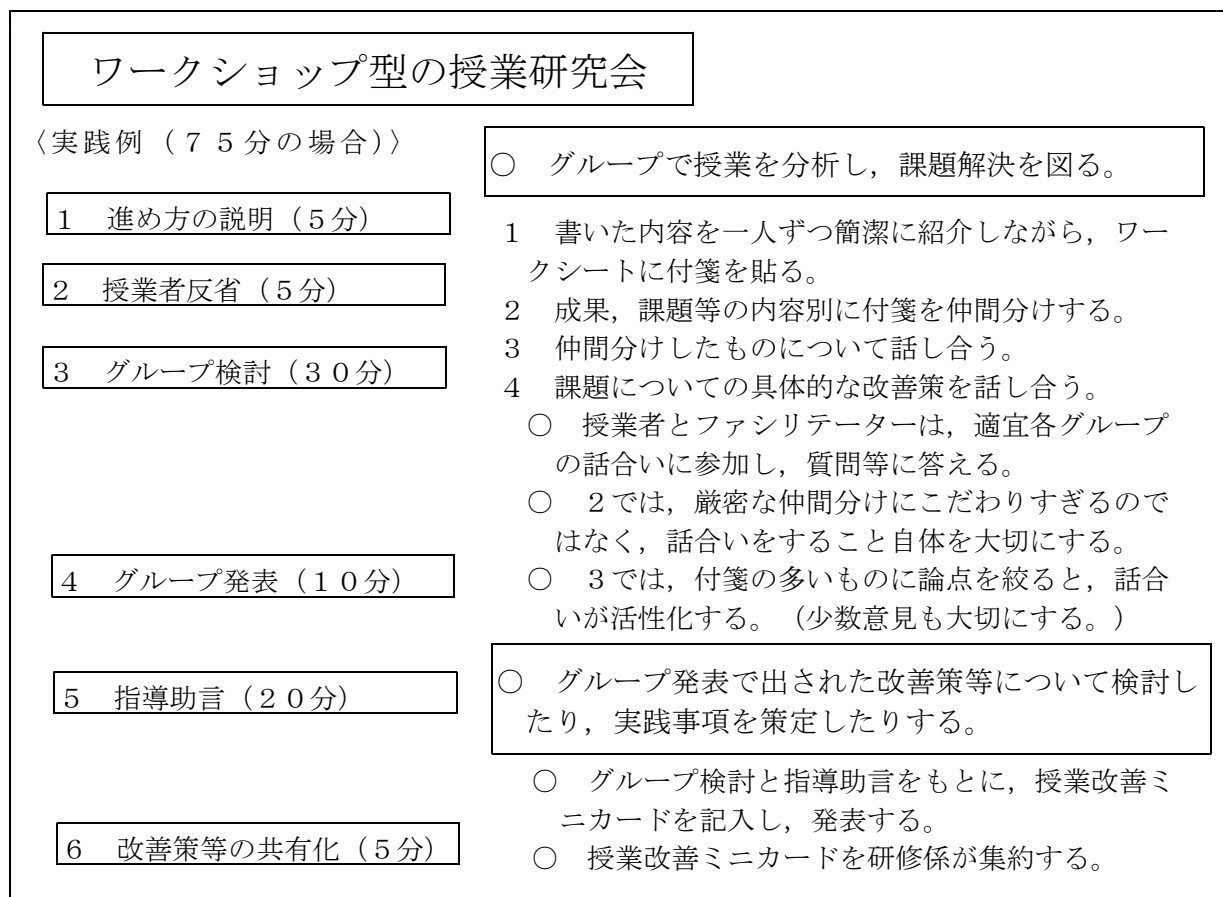 ワークショップ型の授業研究会
〈実践例（７５分の場合）〉
１　進め方の説明（５分）
２　授業者反省（５分）
３　グループ検討（３０分）
４　グループ発表（１０分）
５　指導助言（２０分）
６　改善策等の共有化（５分）
○　グループで授業を分析し，課題解決を図る。
１　書いた内容を一人ずつ簡潔に紹介しながら，ワー
クシートに付箋を貼る。
２　成果，課題等の内容別に付箋を仲間分けする。
３　仲間分けしたものについて話し合う。
４　課題についての具体的な改善策を話し合う。
○　授業者とファシリテーターは，適宜各グループ
の話合いに参加し，質問等に答える。
○　２では，厳密な仲間分けにこだわりすぎるので
はなく，話合いをすること自体を大切にする。
○　３では，付箋の多いものに論点を絞ると，話合
いが活性化する。（少数意見も大切にする。）
○　グループ発表で出された改善策等について検討し
たり，実践事項を策定したりする。
○　グループ検討と指導助言をもとに，授業改善ミ
ニカードを記入し，発表する。
○　授業改善ミニカードを研修係が集約する。